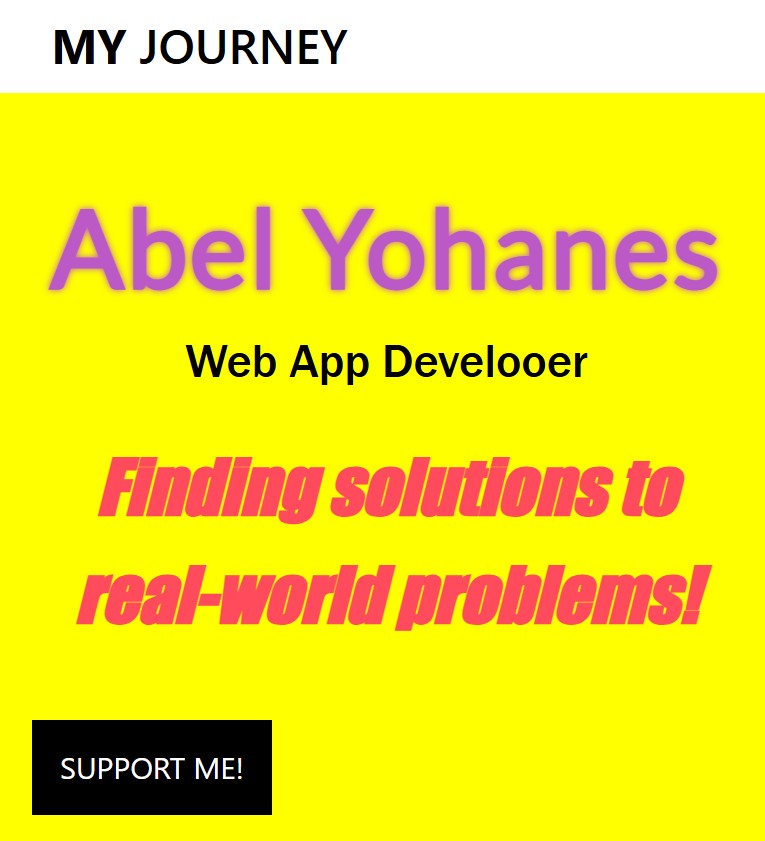 MY JOURNEY
Abel Yohanes
Web App Develooer
Finding solutions to
real-world problems!
SUPPORT ME!